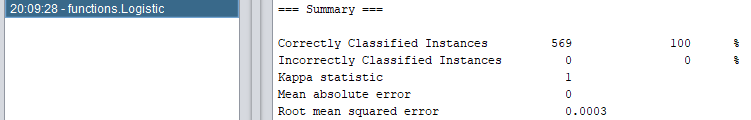 20:09:28 - functions.Logistic
=== Summary ===
Correctly Classified Instances 569 100 %
Incorrectly Classified Instances 0 0 %
Kappa statistic 1
Mean absolute error 0
Root mean squared error 0.0003